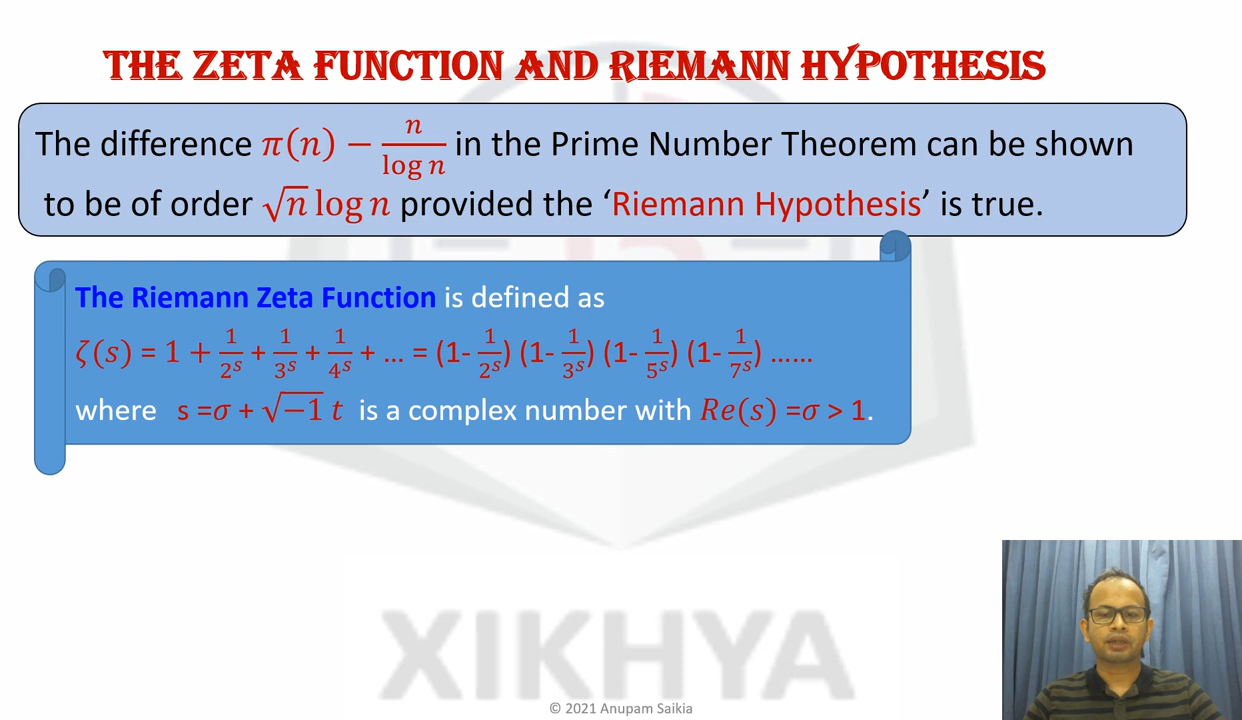 THE ZETA FUNCTION AND RIEMANN HYPOTHESIS
The difference π(n) − n/log n in the Prime Number Theorem can be shown
to be of order √n log n provided the ‘Riemann Hypothesis’ is true.
The Riemann Zeta Function is defined as
ζ(s) = 1 + 1/2^s + 1/3^s + 1/4^s + ... = (1- 1/2^s) (1- 1/3^s) (1- 1/5^s) (1- 1/7^s) ......
where s =σ + √−1 t is a complex number with Re(s) =σ > 1.
XIKHYA
© 2021 Anupam Saikia